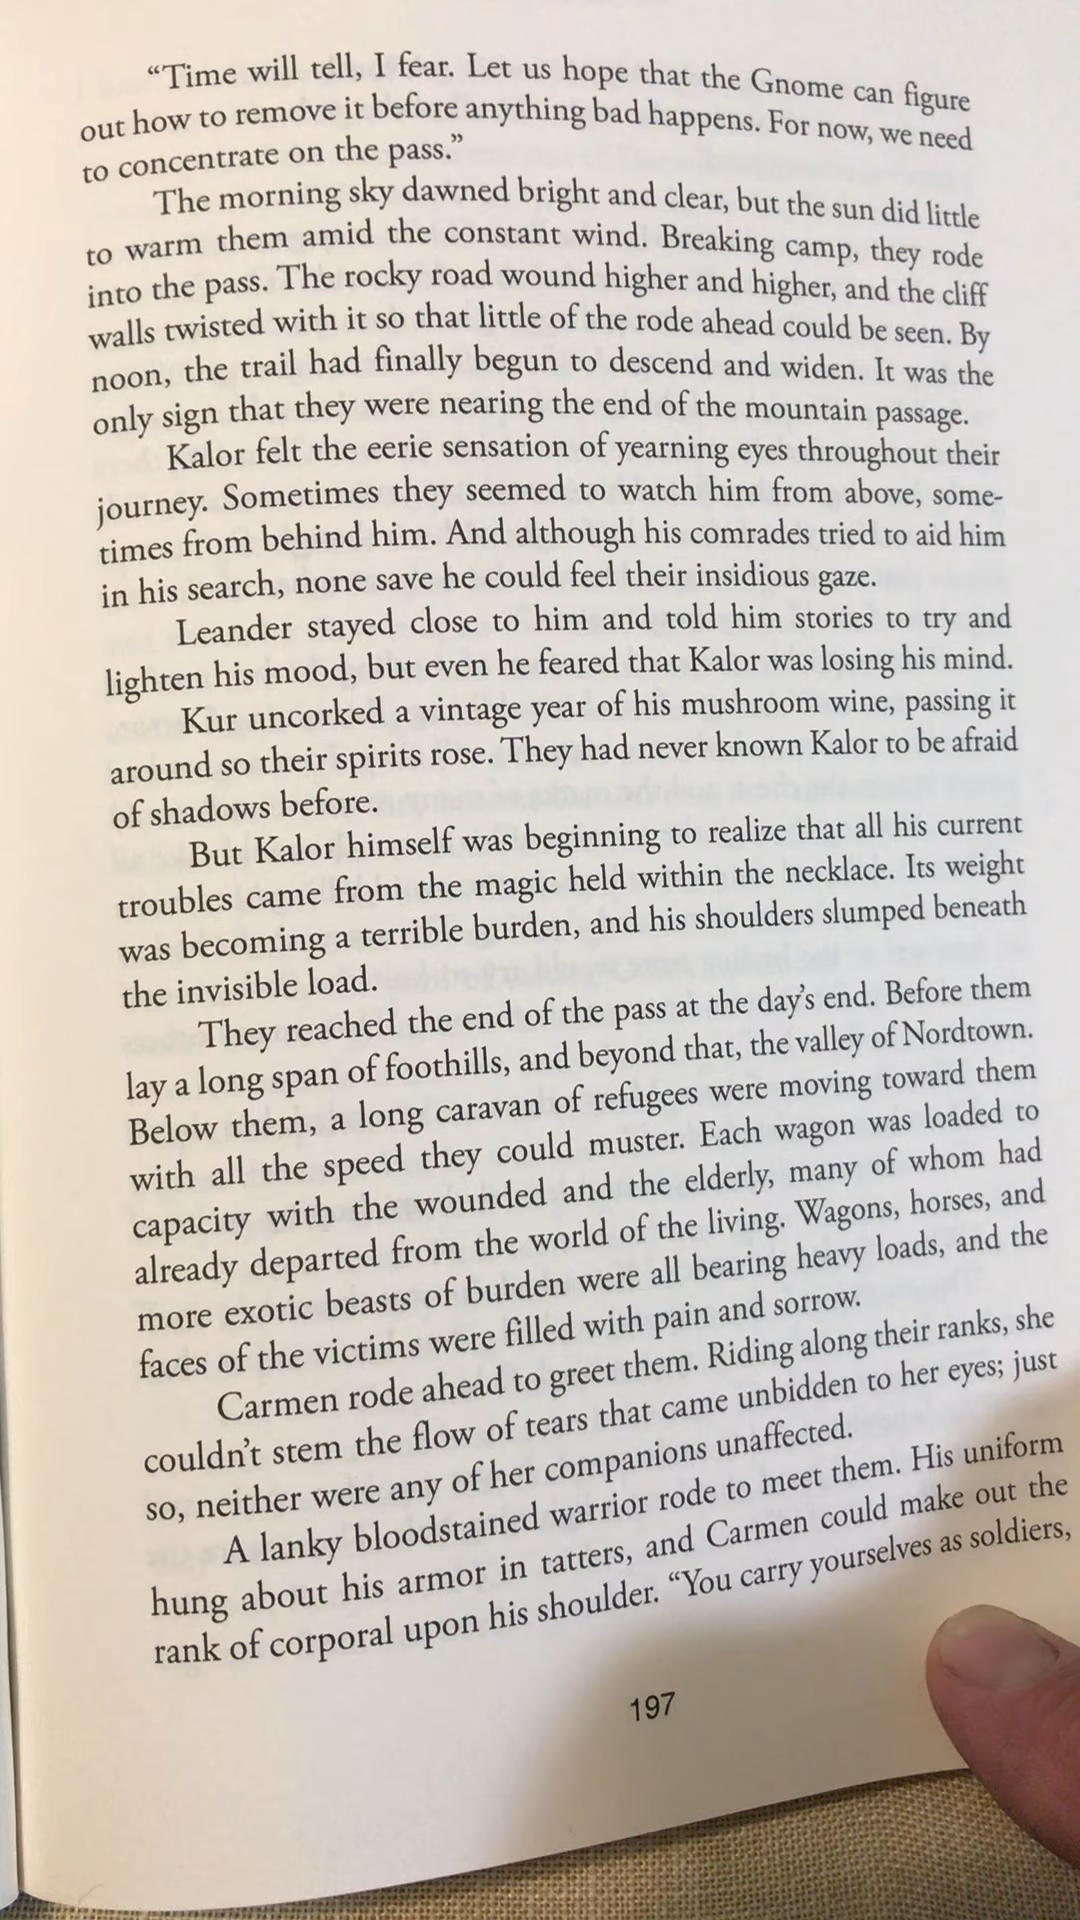 “Time will tell, I fear. Let us hope that the Gnome can figure
out how to remove it before anything bad happens. For now, we need
to concentrate on the pass.”
The morning sky dawned bright and clear, but the sun did little
to warm them amid the constant wind. Breaking camp, they rode
into the pass. The rocky road wound higher and higher, and the cliff
walls twisted with it so that little of the rode ahead could be seen. By
noon, the trail had finally begun to descend and widen. It was the
only sign that they were nearing the end of the mountain passage.
Kalor felt the eerie sensation of yearning eyes throughout their
journey. Sometimes they seemed to watch him from above, some-
times from behind him. And although his comrades tried to aid him
in his search, none save he could feel their insidious gaze.
Leander stayed close to him and told him stories to try and
lighten his mood, but even he feared that Kalor was losing his mind.
Kur uncorked a vintage year of his mushroom wine, passing it
around so their spirits rose. They had never known Kalor to be afraid
of shadows before.
But Kalor himself was beginning to realize that all his current
troubles came from the magic held within the necklace. Its weight
was becoming a terrible burden, and his shoulders slumped beneath
the invisible load.
They reached the end of the pass at the day’s end. Before them
lay a long span of foothills, and beyond that, the valley of Nordtown.
Below them, a long caravan of refugees were moving toward them
with all the speed they could muster. Each wagon was loaded to
capacity with the wounded and the elderly, many of whom had
already departed from the world of the living. Wagons, horses, and
more exotic beasts of burden were all bearing heavy loads, and the
faces of the victims were filled with pain and sorrow.
Carmen rode ahead to greet them. Riding along their ranks, she
couldn’t stem the flow of tears that came unbidden to her eyes; just
so, neither were any of her companions unaffected.
A lanky bloodstained warrior rode to meet them. His uniform
hung about his armor in tatters, and Carmen could make out the
rank of corporal upon his shoulder. “You carry yourselves as soldiers,
197